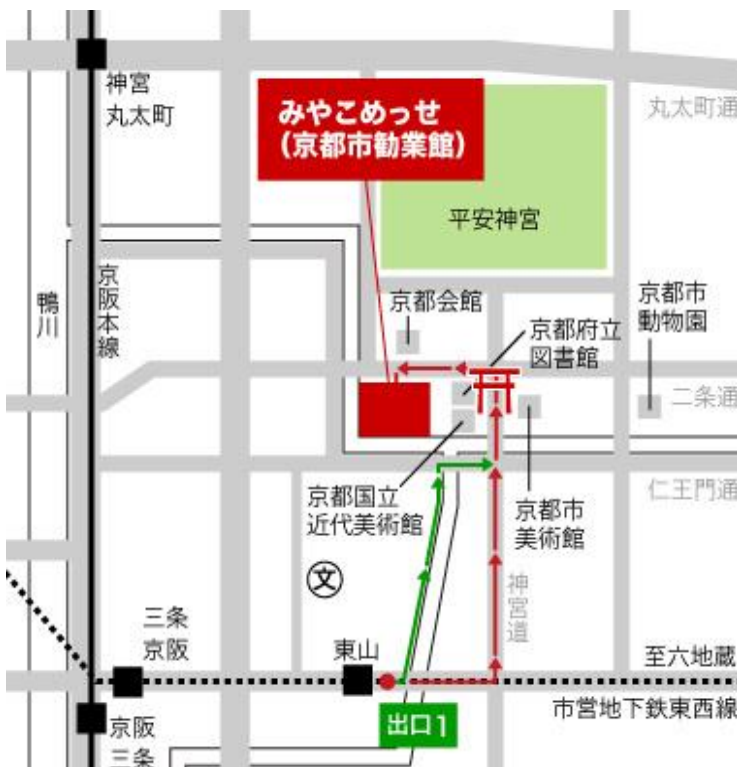 神宮
丸太町
丸太町通
みやこめっせ
（京都市勧業館）
平安神宮
鴨川
京阪本線
京都会館
京都府立
図書館
京都市
動物園
二条通
京都国立
近代美術館
京都市
美術館
仁王門通
文
神宮道
三条
京阪
東山
至六地蔵
市営地下鉄東西線
出口1
京阪
三条